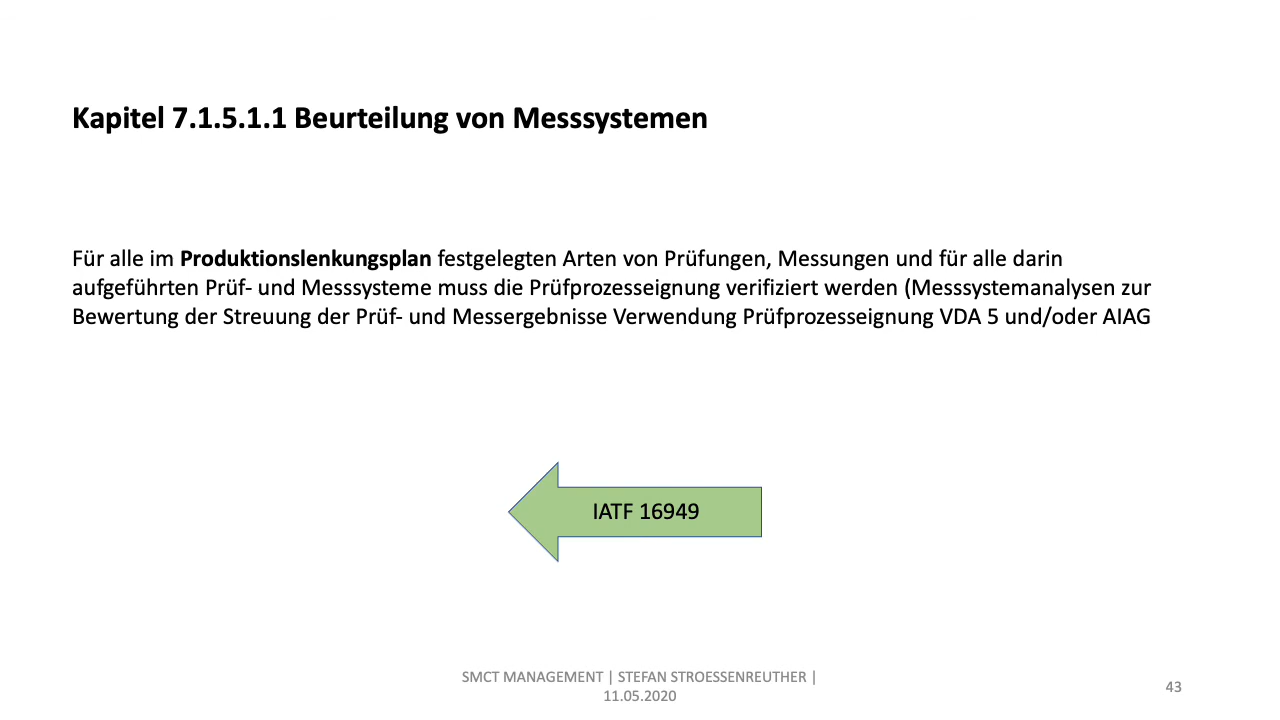 Kapitel 7.1.5.1.1 Beurteilung von Messsystemen
Für alle im Produktionslenkungsplan festgelegten Arten von Prüfungen, Messungen und für alle darin
aufgeführten Prüf- und Messsysteme muss die Prüfprozesseignung verifiziert werden (Messsystemanalysen zur
Bewertung der Streuung der Prüf- und Messergebnisse Verwendung Prüfprozesseignung VDA 5 und/oder AIAG
IATF 16949
SMCT MANAGEMENT | STEFAN STROESSENREUTHER |
11.05.2020
43